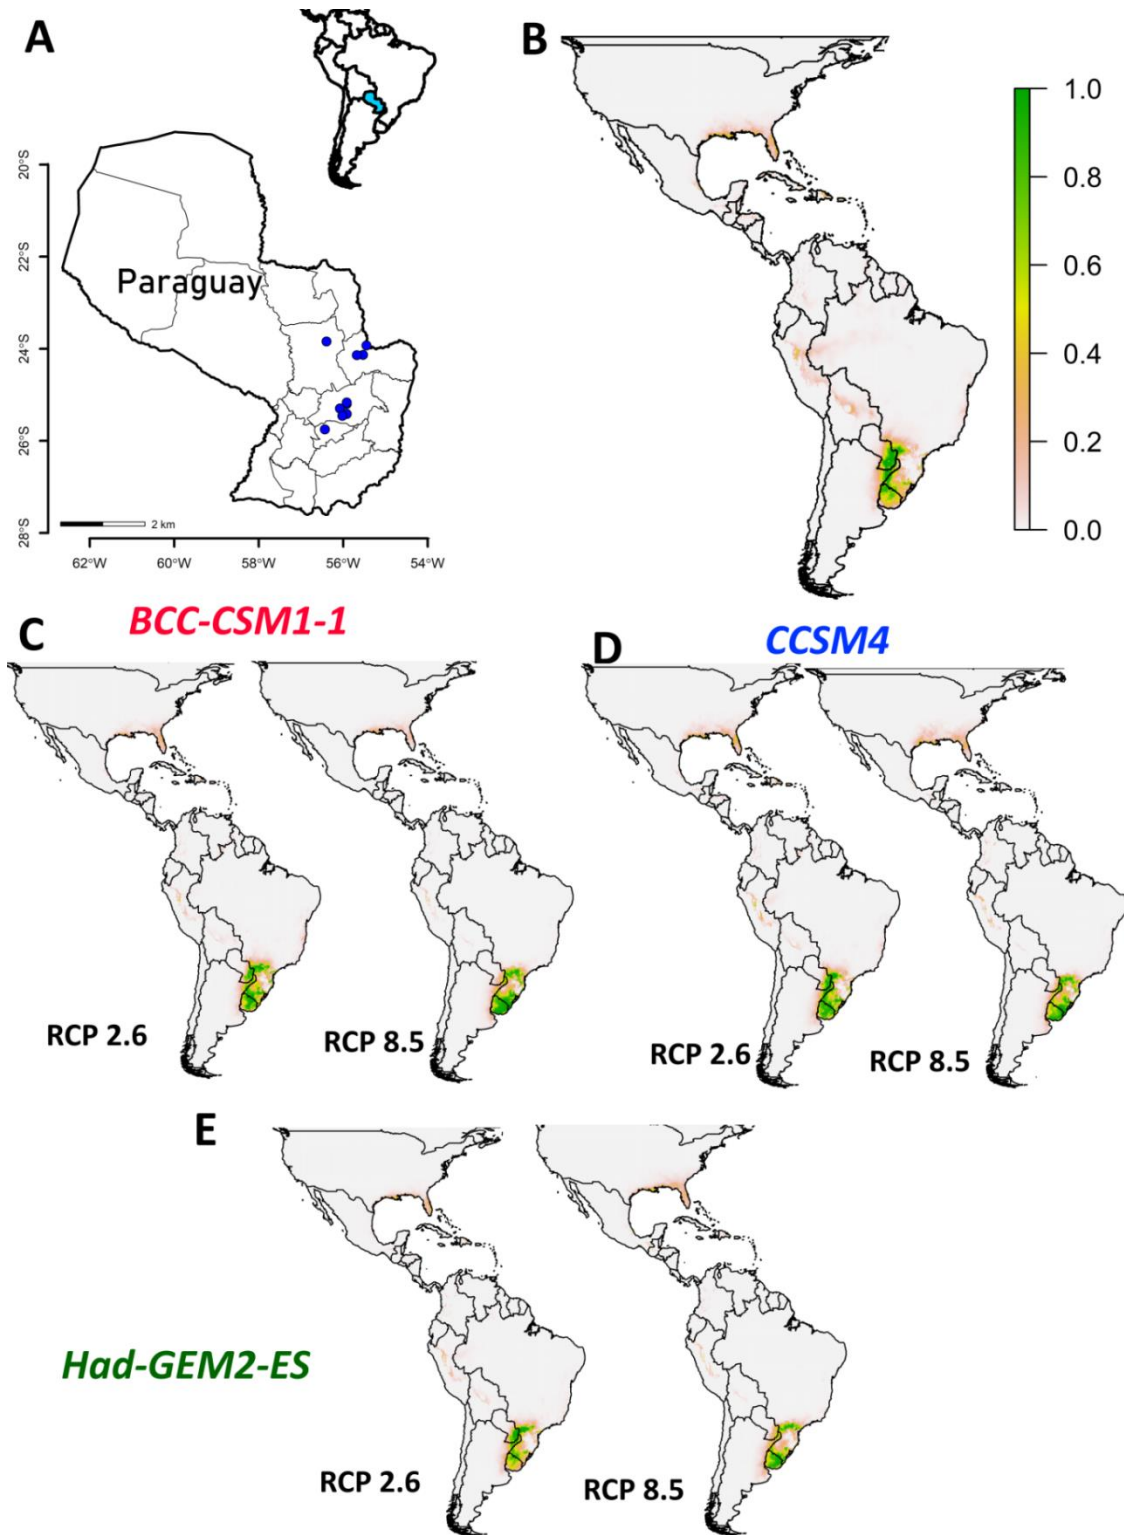 A
B
20°S
22°S
24°S
26°S
28°S
Paraguay
2 km
62°W
60°W
58°W
56°W
54°W
1.0
0.8
0.6
0.4
0.2
0.0
C
BCC-CSM1-1
RCP 2.6
RCP 8.5
D
CCSM4
RCP 2.6
RCP 8.5
E
Had-GEM2-ES
RCP 2.6
RCP 8.5